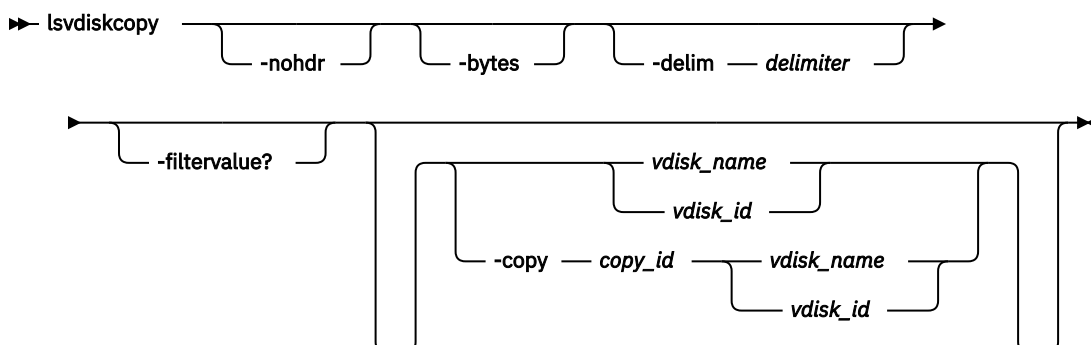 lsvdiskcopy
-nohdr -bytes -delim delimiter
-filtervalue? vdisk_name
vdisk_id
-copy copy_id vdisk_name
vdisk_id